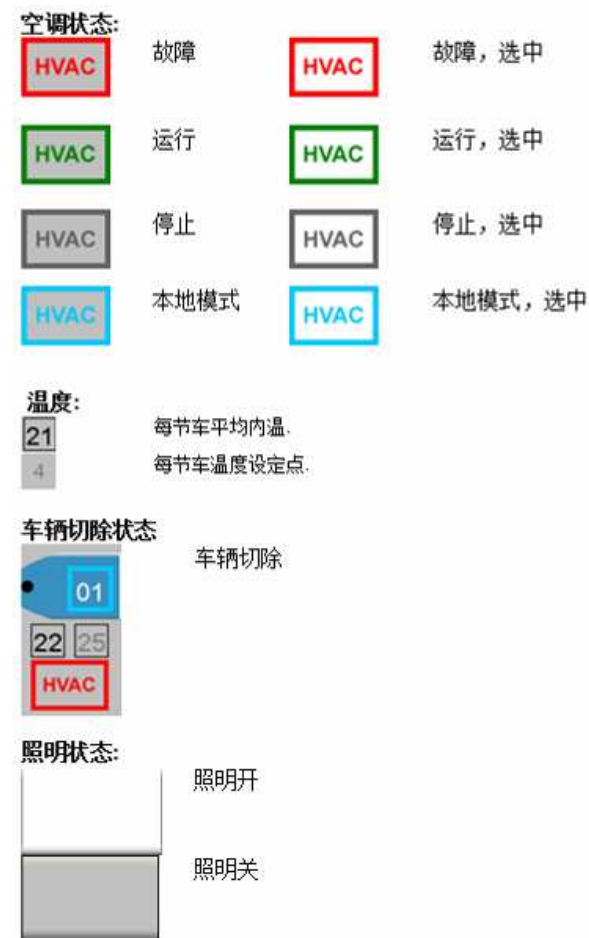 空调状态:
HVAC 故障 HVAC 故障，选中
HVAC 运行 HVAC 运行，选中
HVAC 停止 HVAC 停止，选中
HVAC 本地模式 HVAC 本地模式，选中
温度:
21 每节车平均内温.
4 每节车温度设定点.
车辆切除状态
车辆切除
01
22 25
HVAC
照明状态:
照明开
照明关